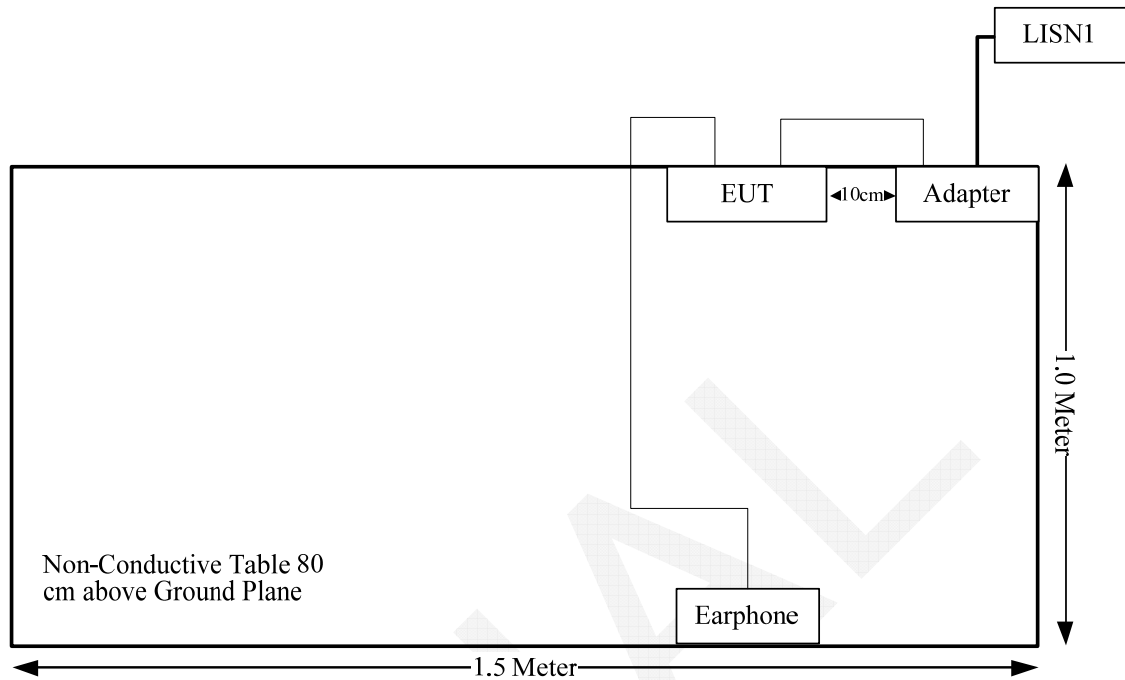 LISN1
EUT
10cm
Adapter
1.0 Meter
Non-Conductive Table 80
cm above Ground Plane
Earphone
1.5 Meter